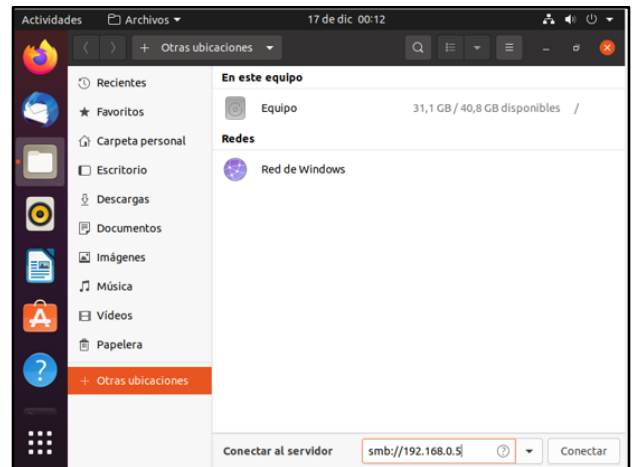 Actividades Archivos 17 de dic 00:12
+ Otras ubicaciones
Recientes
Favoritos
Carpeta personal
Escritorio
Descargas
Documentos
Imágenes
Música
Vídeos
Papelera
+ Otras ubicaciones
En este equipo
Equipo 31,1 GB / 40,8 GB disponibles /
Redes
Red de Windows
Conectar al servidor smb://192.168.0.5 ? Conectar